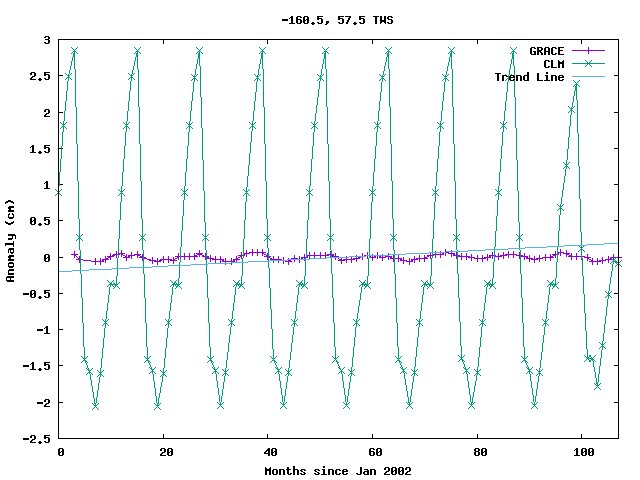 -160.5, 57.5 TWS
GRACE
CLM
Trend Line
3
2.5
2
1.5
1
0.5
0
-0.5
-1
-1.5
-2
-2.5
Anomaly (cm)
0 20 40 60 80 100
Months since Jan 2002